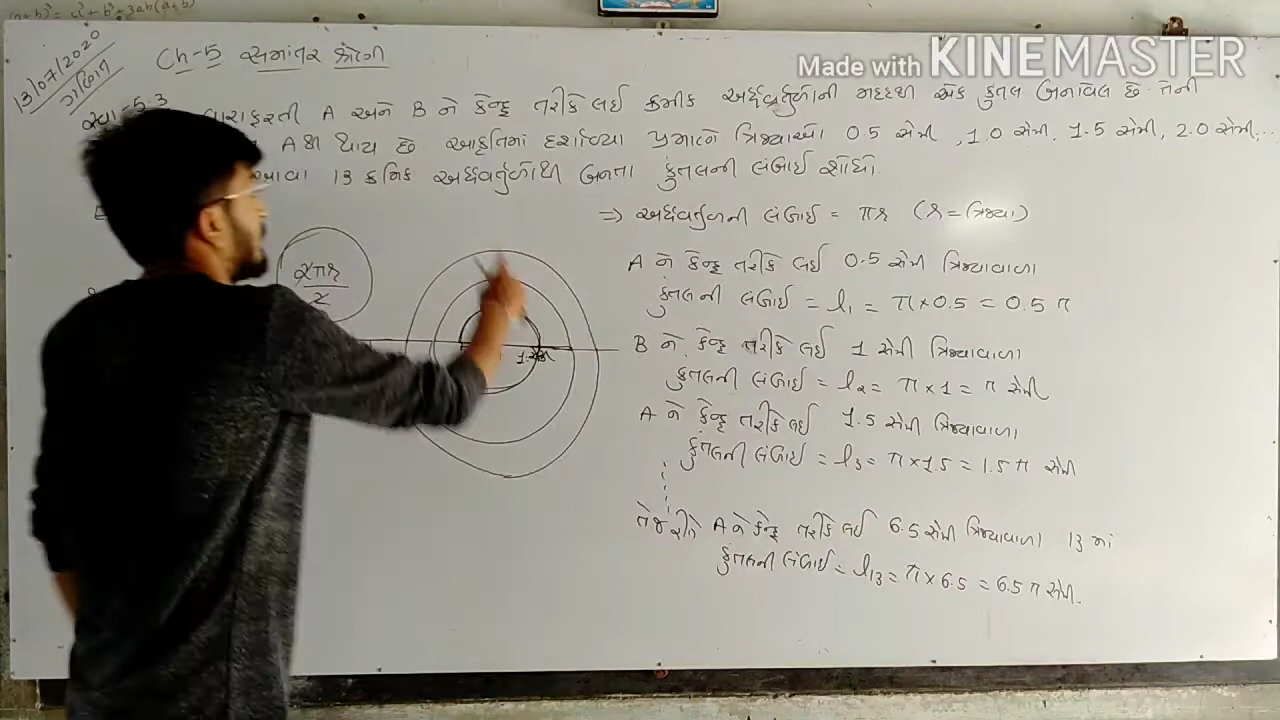 (a+b)³ = a³ + b³ + 3ab(a+b)
Made with KINEMASTER
13/07/2020
ગણિત
Ch-5 સમાંતર શ્રેણી
સ્વા-5.3
વારાફરતી A અને B ને કેન્દ્ર તરીકે લઈ ક્રમીક અર્ધવર્તુળોની મદદથી એક કુંતલ બનાવેલ છે. તેની
A થી થાય છે આકૃતિમાં દર્શાવ્યા પ્રમાણે ત્રિજ્યાઓ 0.5 સેમી, 1.0 સેમી, 1.5 સેમી, 2.0 સેમી,...
આવા 13 ક્રમિક અર્ધવર્તુળોથી બનતા કુંતલની લંબાઈ શોધો.
⇒ અર્ધવર્તુળની લંબાઈ = πr (r = ત્રિજ્યા)
2πr
2
A ને કેન્દ્ર તરીકે લઈ 0.5 સેમી ત્રિજ્યાવાળા
કુંતલની લંબાઈ = l₁ = π×0.5 = 0.5 π
B ને કેન્દ્ર તરીકે લઈ 1 સેમી ત્રિજ્યાવાળા
કુંતલની લંબાઈ = l₂ = π × 1 = π સેમી
A ને કેન્દ્ર તરીકે લઈ 1.5 સેમી ત્રિજ્યાવાળા
કુંતલની લંબાઈ = l₃ = π×1.5 = 1.5 π સેમી
તેજ રીતે A ને કેન્દ્ર તરીકે લઈ 6.5 સેમી ત્રિજ્યાવાળા 13 માં
કુંતલની લંબાઈ = l₁₃ = π × 6.5 = 6.5 π સેમી.